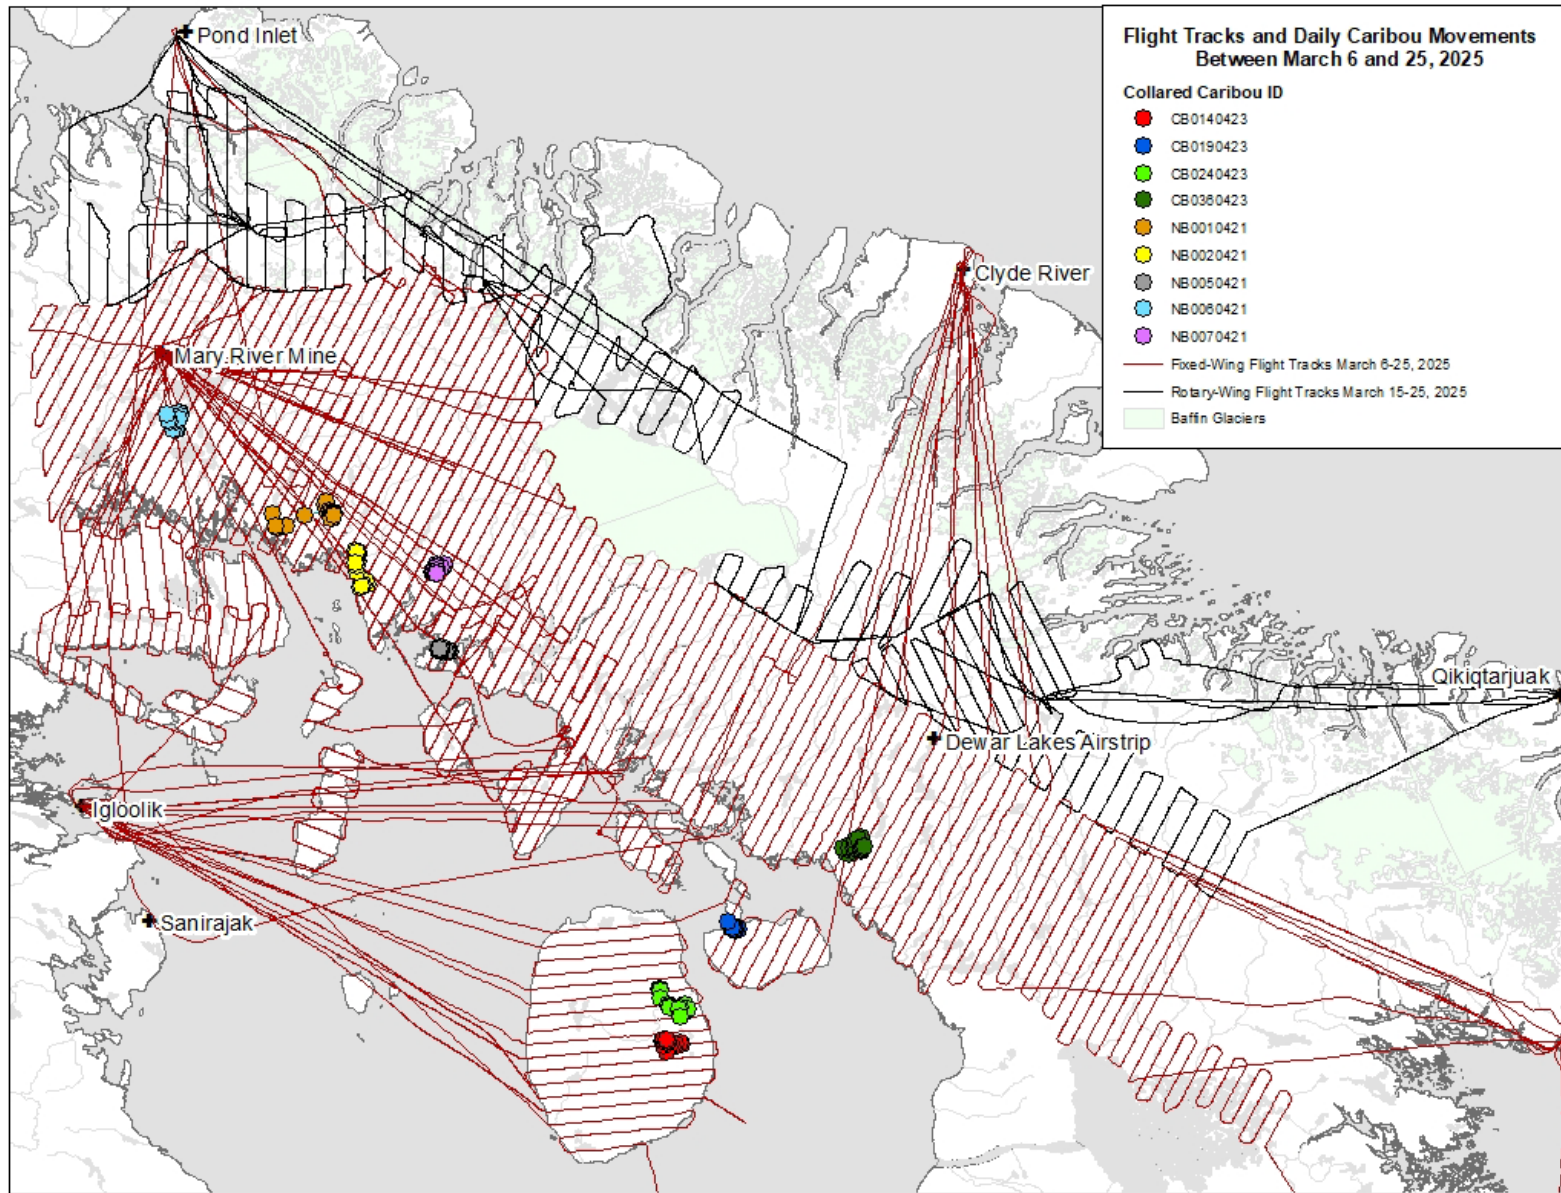 Flight Tracks and Daily Caribou Movements
Between March 6 and 25, 2025
Collared Caribou ID
CB0140423
CB0190423
CB0240423
CB0360423
NB0010421
NB0020421
NB0050421
NB0060421
NB0070421
Fixed-Wing Flight Tracks March 6-25, 2025
Rotary-Wing Flight Tracks March 15-25, 2025
Baffin Glaciers
Pond Inlet
Clyde River
Mary River Mine
Qikiqtarjuak
Dewar Lakes Airstrip
Igloolik
Sanirajak